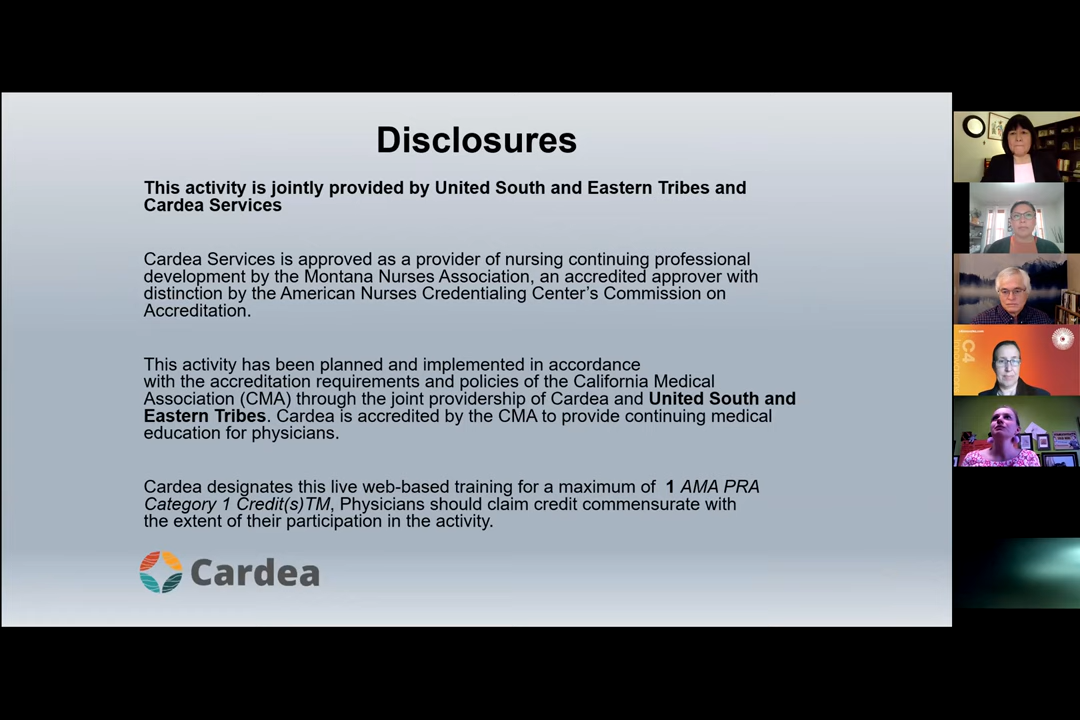 Disclosures
This activity is jointly provided by United South and Eastern Tribes and
Cardea Services
Cardea Services is approved as a provider of nursing continuing professional
development by the Montana Nurses Association, an accredited approver with
distinction by the American Nurses Credentialing Center’s Commission on
Accreditation.
This activity has been planned and implemented in accordance
with the accreditation requirements and policies of the California Medical
Association (CMA) through the joint providership of Cardea and United South and
Eastern Tribes. Cardea is accredited by the CMA to provide continuing medical
education for physicians.
Cardea designates this live web-based training for a maximum of 1 AMA PRA
Category 1 Credit(s)TM, Physicians should claim credit commensurate with
the extent of their participation in the activity.
Cardea
C4